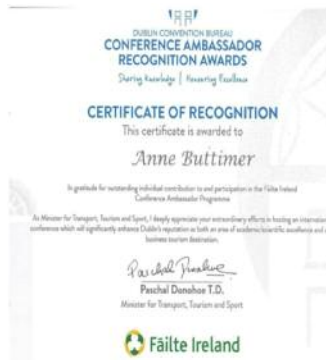 DUBLIN CONVENTION BUREAU
CONFERENCE AMBASSADOR
RECOGNITION AWARDS
Sharing Knowledge | Honouring Excellence
CERTIFICATE OF RECOGNITION
This certificate is awarded to
Anne Buttimer
In gratitude for outstanding individual contribution to and participation in the Fáilte Ireland
Conference Ambassador Programme
As Minister for Transport, Tourism and Sport, I deeply appreciate your extraordinary efforts in hosting an internation
conference which will significantly enhance Dublin's reputation as both an area of academic/scientific excellence and a
business tourism destination.
Paschal Donohoe
Paschal Donohoe T.D.
Minister for Transport, Tourism and Sport
Fáilte Ireland